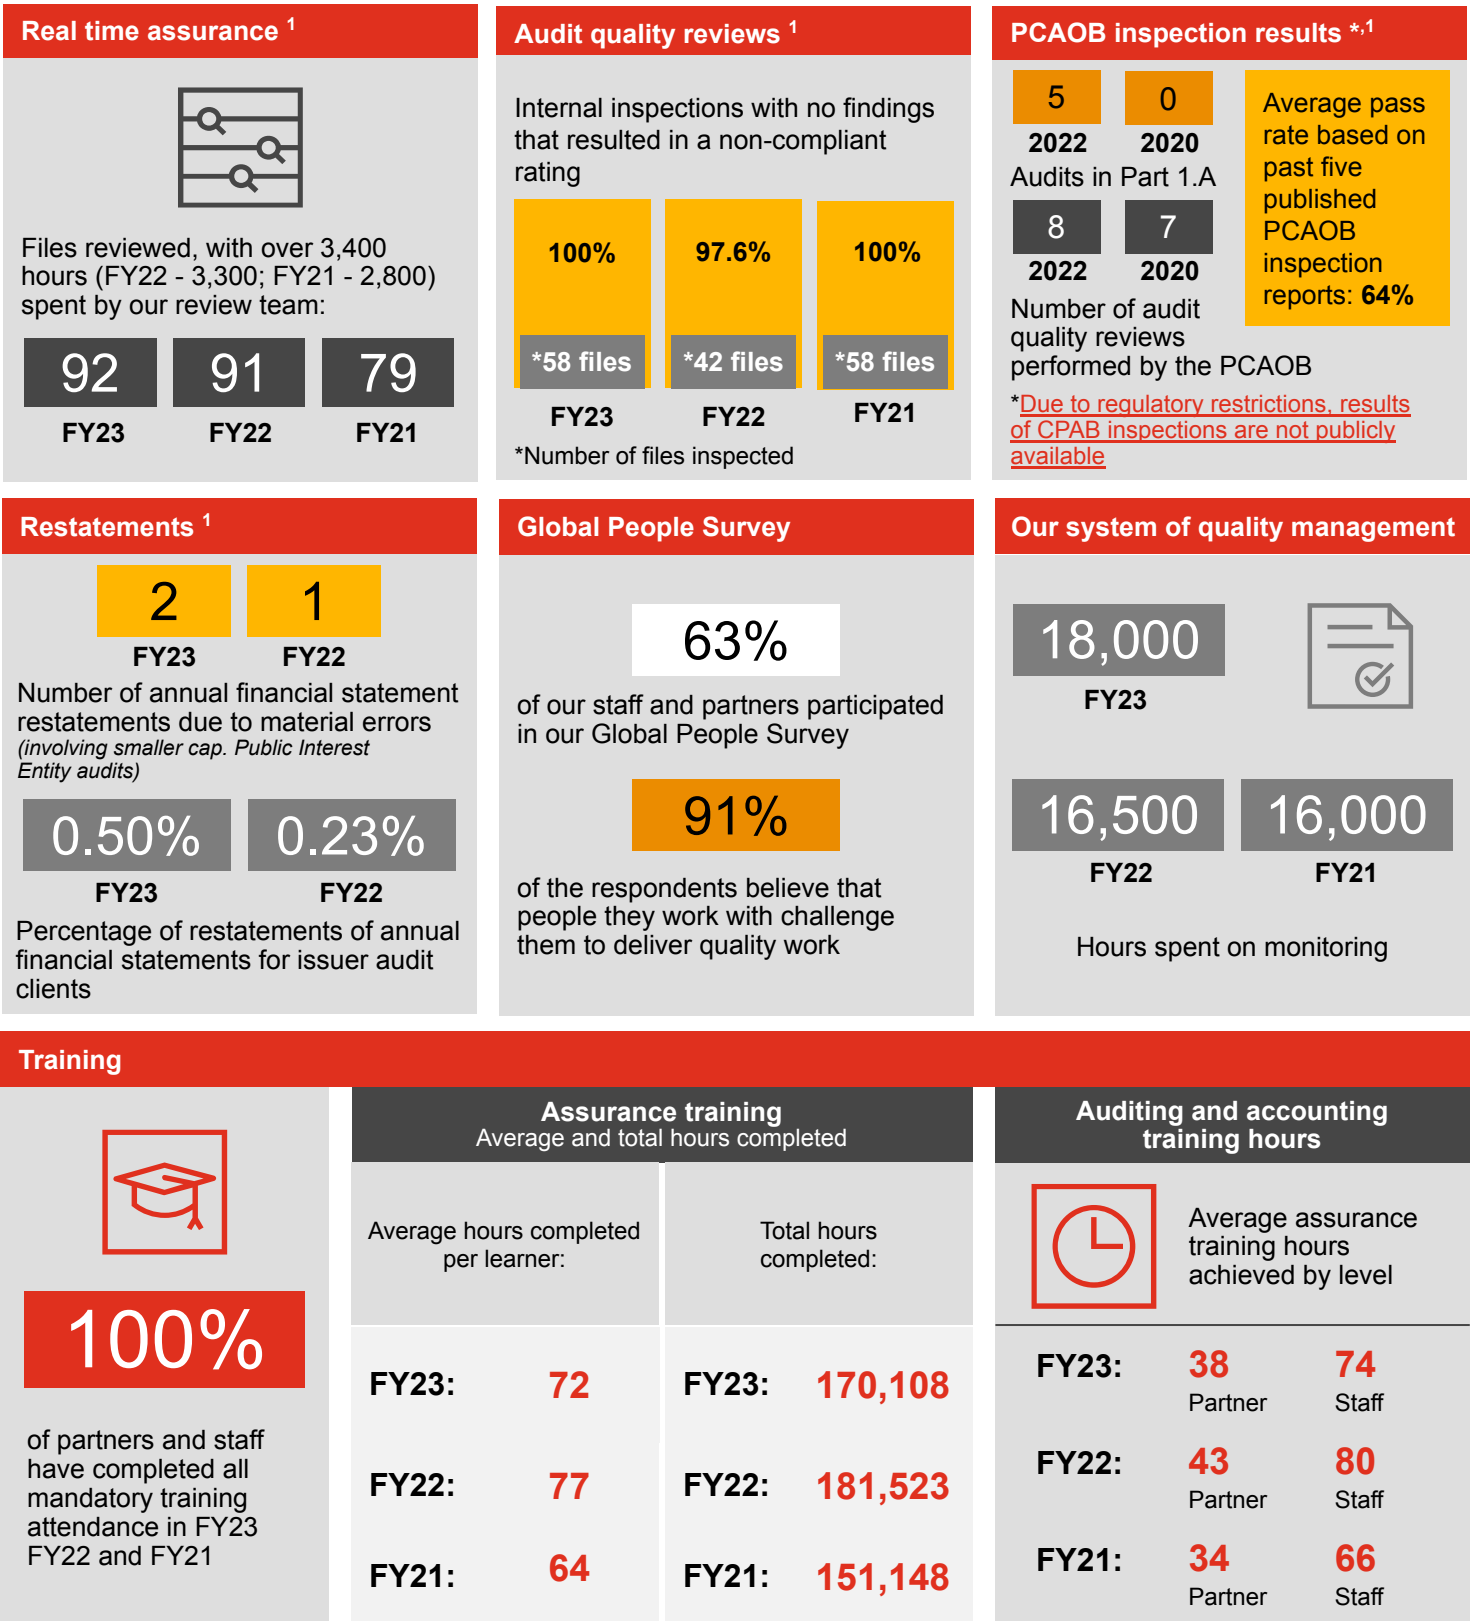 Real time assurance 1
Files reviewed, with over 3,400
hours (FY22 - 3,300; FY21 - 2,800)
spent by our review team:
92 91 79
FY23 FY22 FY21
Audit quality reviews 1
Internal inspections with no findings
that resulted in a non-compliant
rating
100% 97.6% 100%
*58 files *42 files *58 files
FY23 FY22 FY21
*Number of files inspected
PCAOB inspection results *,1
5 0
2022 2020
Audits in Part 1.A
8 7
2022 2020
Number of audit
quality reviews
performed by the PCAOB
*Due to regulatory restrictions, results
of CPAB inspections are not publicly
available
Average pass
rate based on
past five
published
PCAOB
inspection
reports: 64%
Restatements 1
2 1
FY23 FY22
Number of annual financial statement
restatements due to material errors
(involving smaller cap. Public Interest
Entity audits)
0.50% 0.23%
FY23 FY22
Percentage of restatements of annual
financial statements for issuer audit
clients
Global People Survey
63%
of our staff and partners participated
in our Global People Survey
91%
of the respondents believe that
people they work with challenge
them to deliver quality work
Our system of quality management
18,000
FY23
16,500 16,000
FY22 FY21
Hours spent on monitoring
Training
100%
of partners and staff
have completed all
mandatory training
attendance in FY23
FY22 and FY21
Assurance training
Average and total hours completed
Average hours completed
per learner:
FY23: 72
FY22: 77
FY21: 64
Total hours
completed:
FY23: 170,108
FY22: 181,523
FY21: 151,148
Auditing and accounting
training hours
Average assurance
training hours
achieved by level
FY23: 38 74
Partner Staff
FY22: 43 80
Partner Staff
FY21: 34 66
Partner Staff